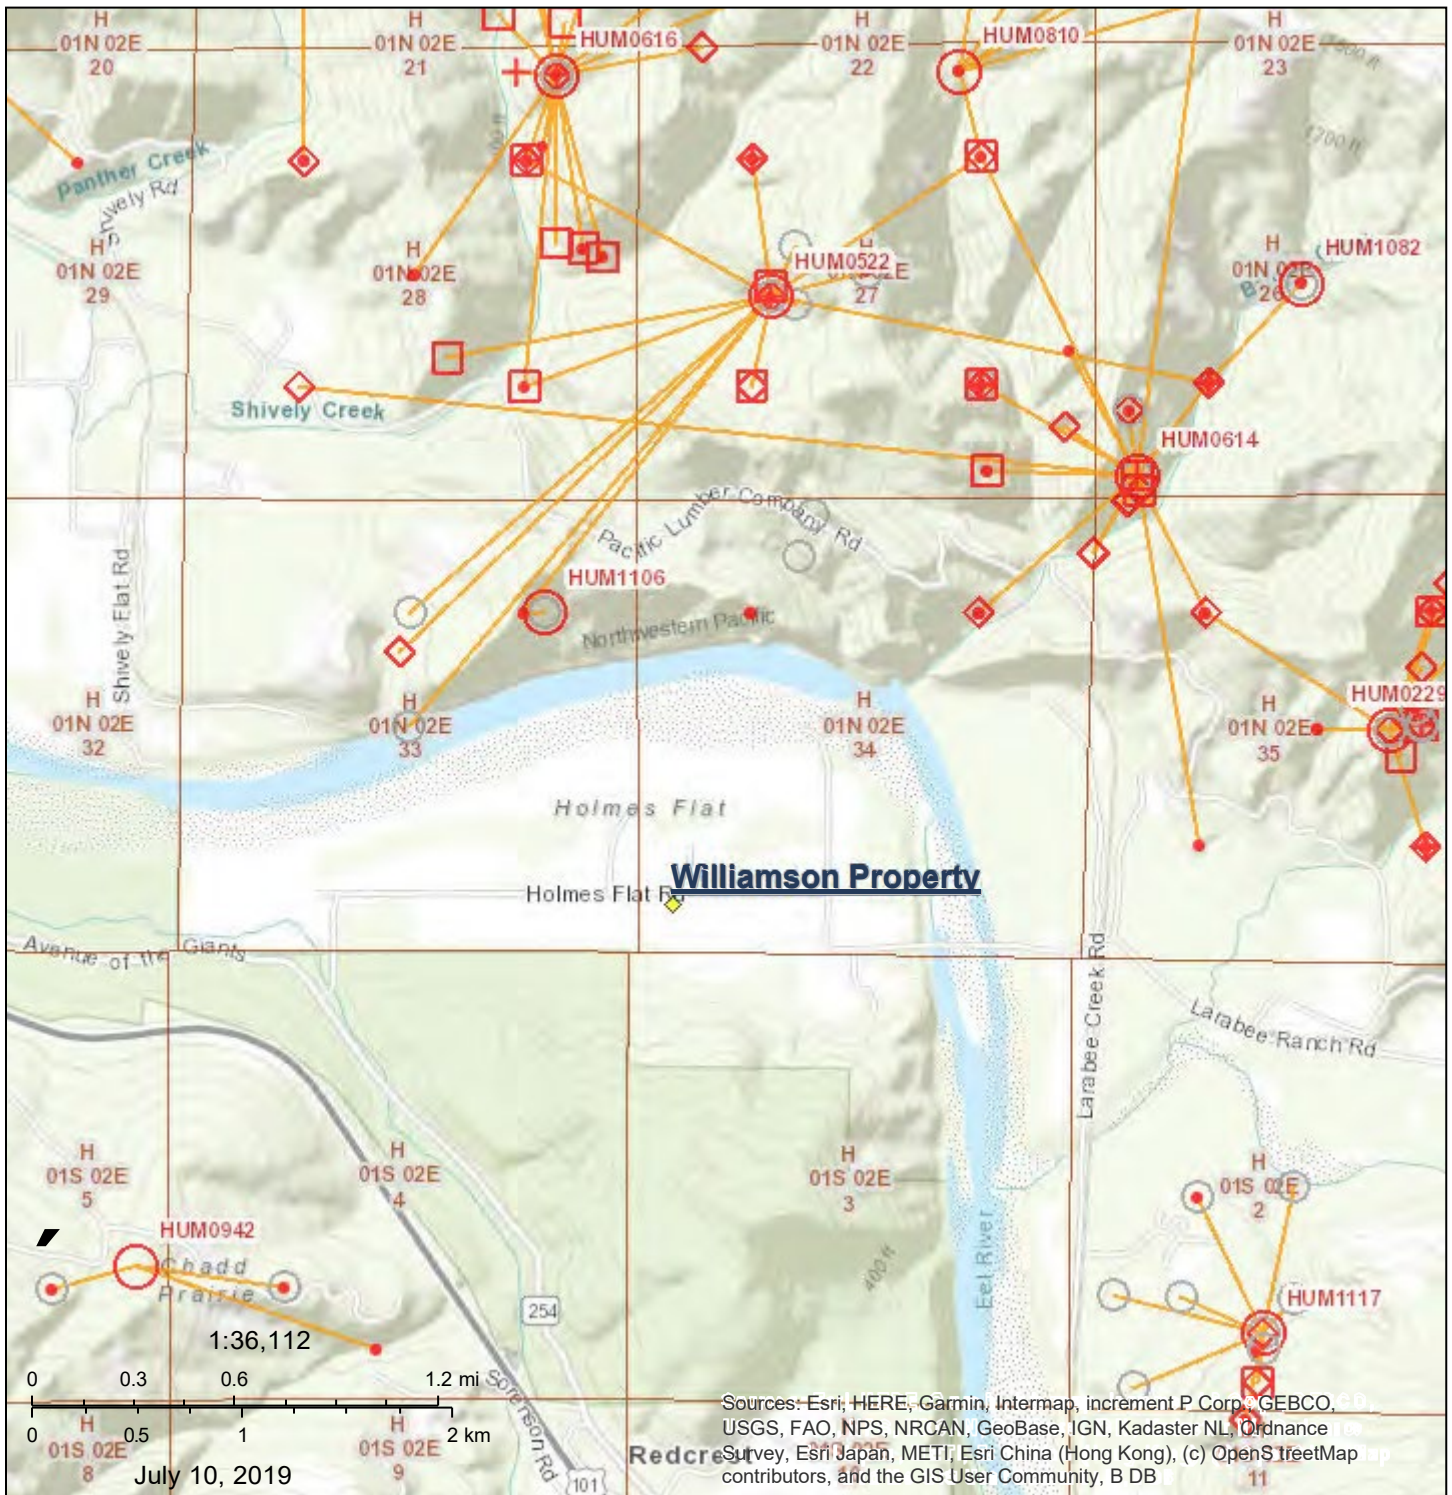 H
01N 02E
20
H
01N 02E
21
HUM0616
H
01N 02E
22
HUM0810
H
01N 02E
23
1700 ft
Panther Creek
Shively Rd
H
01N 02E
29
H
01N 02E
28
HUM0522
H
27
H
26
HUM1082
Shively Creek
HUM0614
Pacific Lumber Company Rd
HUM1106
Northwestern Pacific
Shively Flat Rd
H
01N 02E
32
H
01N 02E
33
H
01N 02E
34
HUM0229
H
01N 02E
35
Holmes Flat
Williamson Property
Holmes Flat Rd
Avenue of the Giants
Larabee Creek Rd
Larabee Ranch Rd
H
01S 02E
5
H
01S 02E
4
H
01S 02E
3
H
01S 02E
2
HUM0942
Chadd
Prairie
400 ft
Eel River
HUM1117
254
1:36,112
0 0.3 0.6 1.2 mi
0 0.5 1 2 km
Sorenson Rd
H
01S 02E
8
H
01S 02E
9
July 10, 2019
101
Redcrest
11
Sources: Esri, HERE, Garmin, Intermap, increment P Corp., GEBCO,
USGS, FAO, NPS, NRCAN, GeoBase, IGN, Kadaster NL, Ordnance
Survey, Esri Japan, METI, Esri China (Hong Kong), (c) OpenStreetMap
contributors, and the GIS User Community, B DB